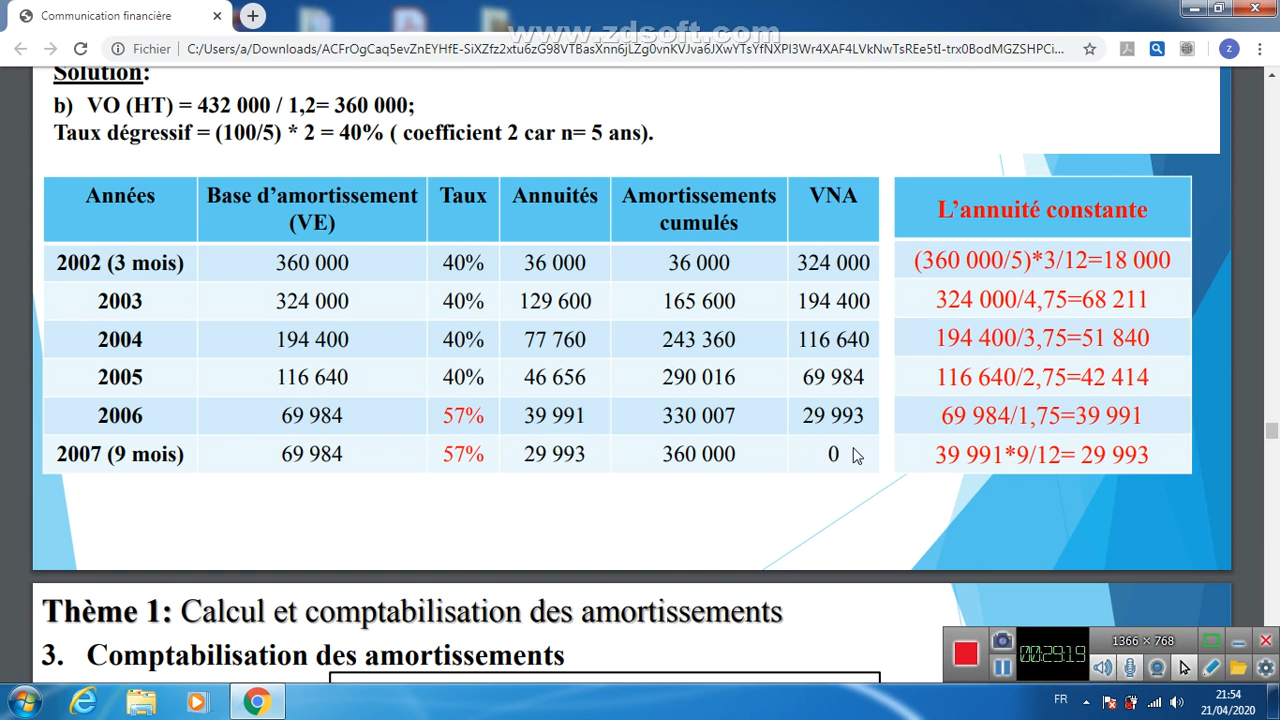 Communication financière
www.zdsoft.com
Fichier | C:/Users/a/Downloads/ACFrOgCaq5evZnEYHfE-SiXZfz2xtu6zG98VTBasXnn6jLZg0vnKVJva6JXwYTsYfNXPI3Wr4XAF4LVkNwTsREe5tI-trx0BodMGZSHPCi...
Solution:
b) VO (HT) = 432 000 / 1,2= 360 000;
Taux dégressif = (100/5) * 2 = 40% ( coefficient 2 car n= 5 ans).
Années Base d’amortissement (VE) Taux Annuités Amortissements cumulés VNA L’annuité constante
2002 (3 mois) 360 000 40% 36 000 36 000 324 000 (360 000/5)*3/12=18 000
2003 324 000 40% 129 600 165 600 194 400 324 000/4,75=68 211
2004 194 400 40% 77 760 243 360 116 640 194 400/3,75=51 840
2005 116 640 40% 46 656 290 016 69 984 116 640/2,75=42 414
2006 69 984 57% 39 991 330 007 29 993 69 984/1,75=39 991
2007 (9 mois) 69 984 57% 29 993 360 000 0 39 991*9/12= 29 993
Thème 1: Calcul et comptabilisation des amortissements
3. Comptabilisation des amortissements
1366 × 768
00:29:19
FR
21:54
21/04/2020